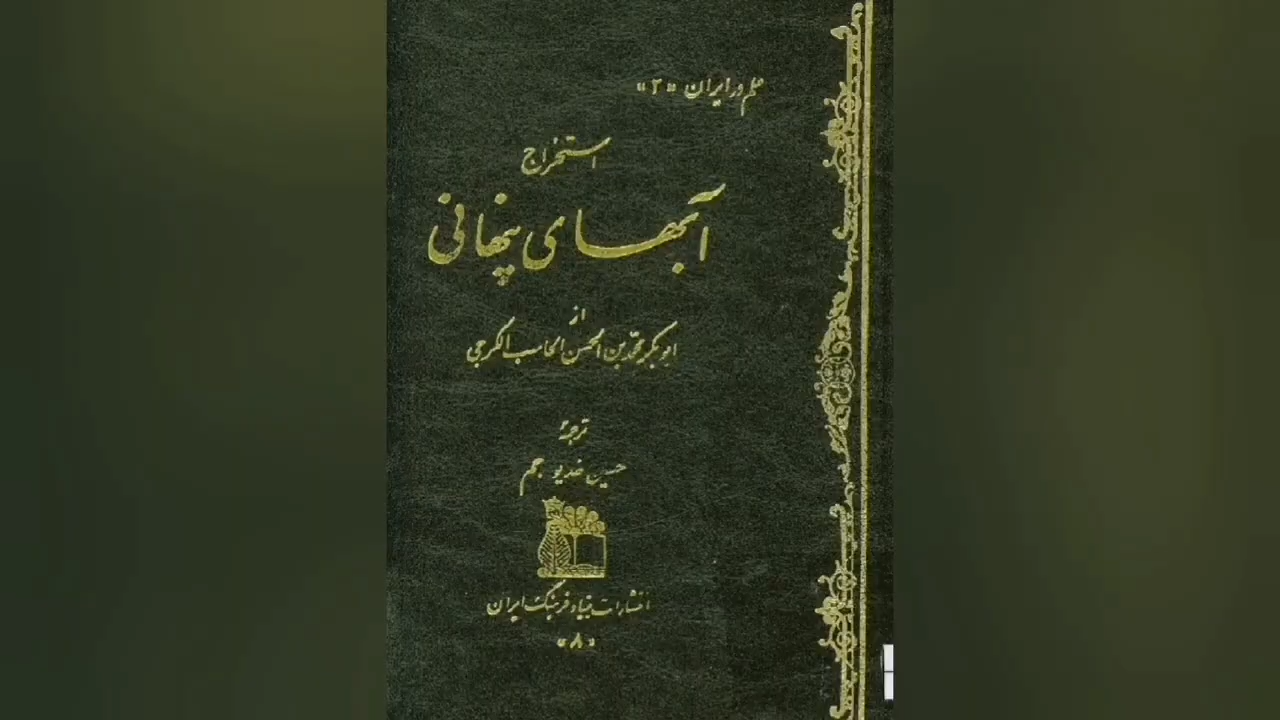 علم در ایران «۲»
استخراج
آبهای پنهانی
از
ابوبکر محمد بن الحسن الحاسب الکرجی
ترجمهٔ
حسین خدیو جم
انتشارات بنیاد فرهنگ ایران
«۸»